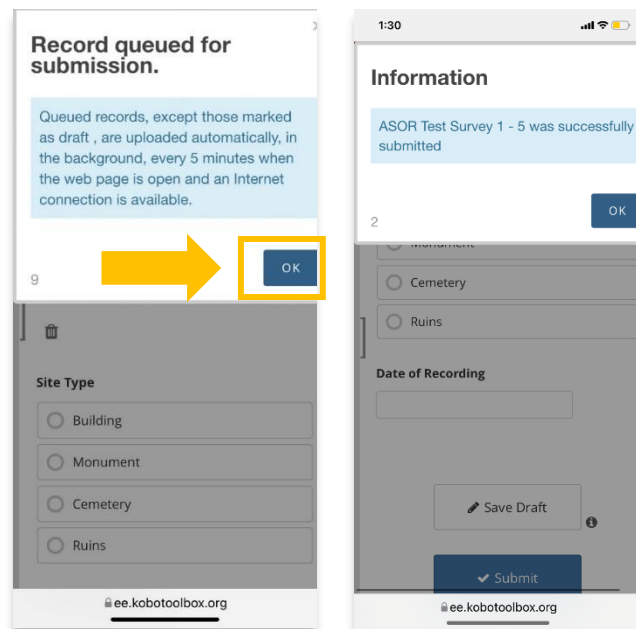 Record queued for
submission.
Queued records, except those marked
as draft , are uploaded automatically, in
the background, every 5 minutes when
the web page is open and an Internet
connection is available.
9
OK
Site Type
Building
Monument
Cemetery
Ruins
ee.kobotoolbox.org
1:30
Information
ASOR Test Survey 1 - 5 was successfully
submitted
OK
2
Monument
Cemetery
Ruins
Date of Recording
Save Draft
Submit
ee.kobotoolbox.org